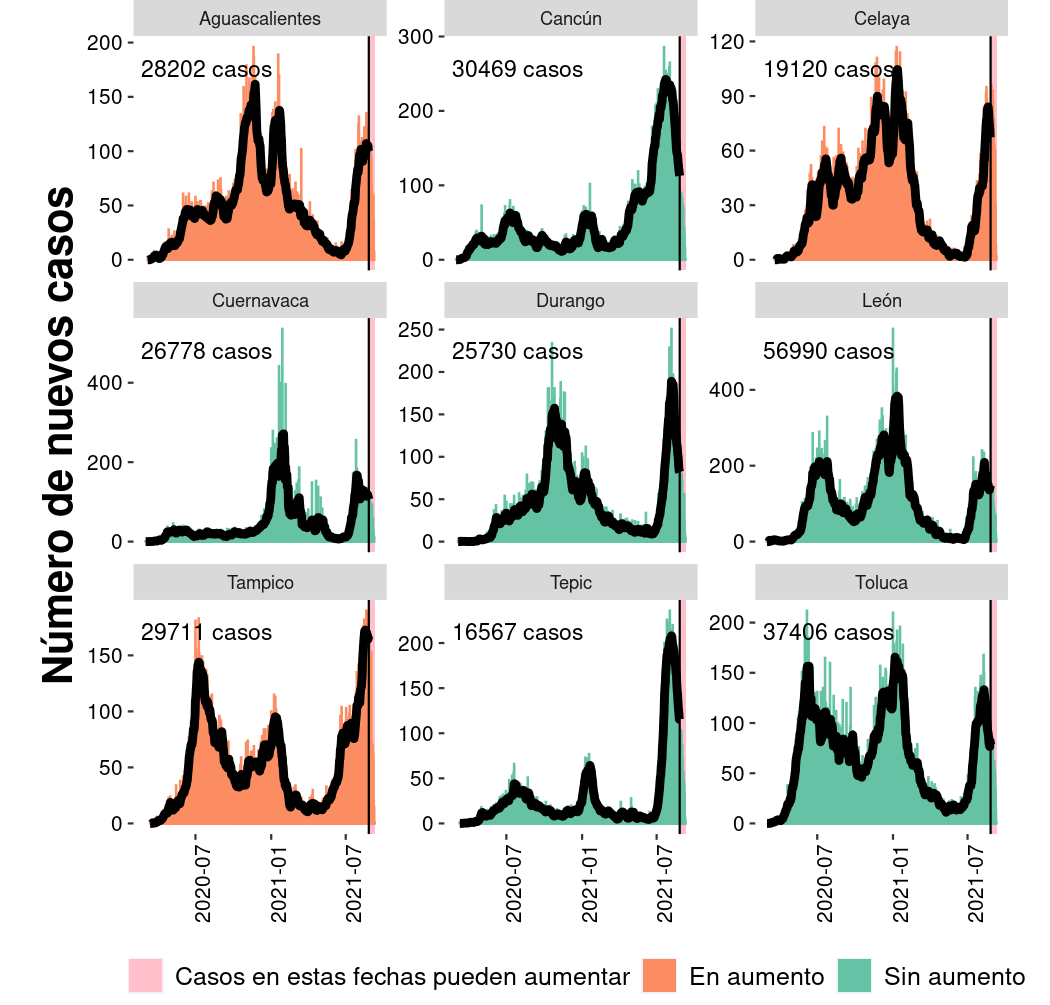 Aguascalientes
Cancún
Celaya
200
150
100
50
0
28202 casos
300
200
100
0
30469 casos
120
90
60
30
0
19120 casos
Número de nuevos casos
Cuernavaca
Durango
León
400
200
0
26778 casos
250
200
150
100
50
0
25730 casos
400
200
0
56990 casos
Tampico
Tepic
Toluca
150
100
50
0
29711 casos
200
150
100
50
0
16567 casos
200
150
100
50
0
37406 casos
2020-07
2021-01
2021-07
2020-07
2021-01
2021-07
2020-07
2021-01
2021-07
Casos en estas fechas pueden aumentar
En aumento
Sin aumento